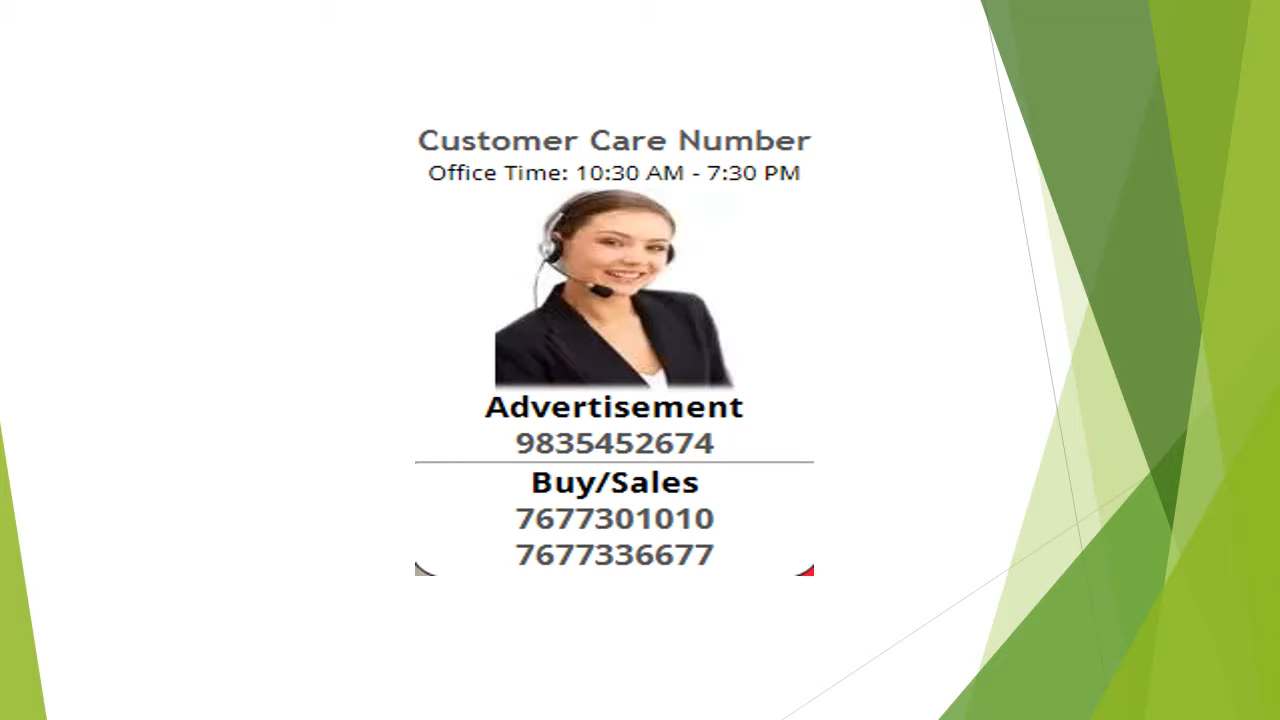 Customer Care Number
Office Time: 10:30 AM - 7:30 PM
Advertisement
9835452674
Buy/Sales
7677301010
7677336677